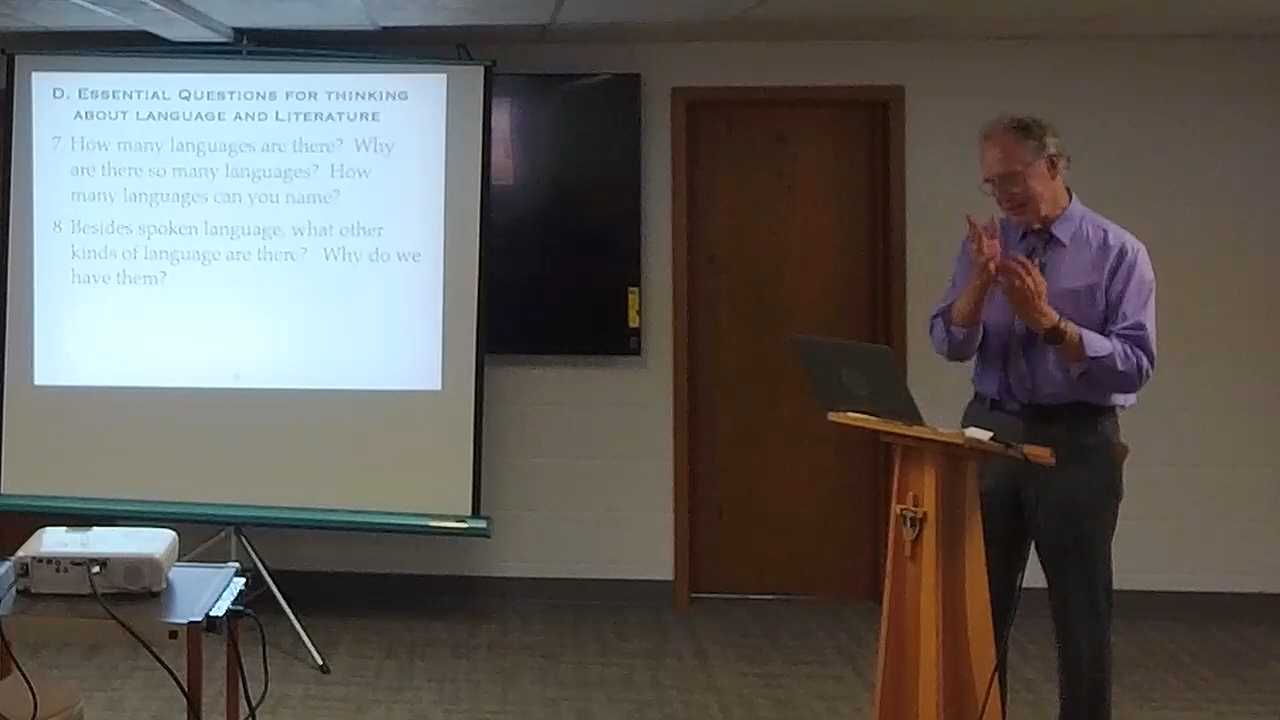 D. Essential Questions for thinking
about language and Literature
7 How many languages are there? Why
are there so many languages? How
many languages can you name?
8 Besides spoken language, what other
kinds of language are there? Why do we
have them?